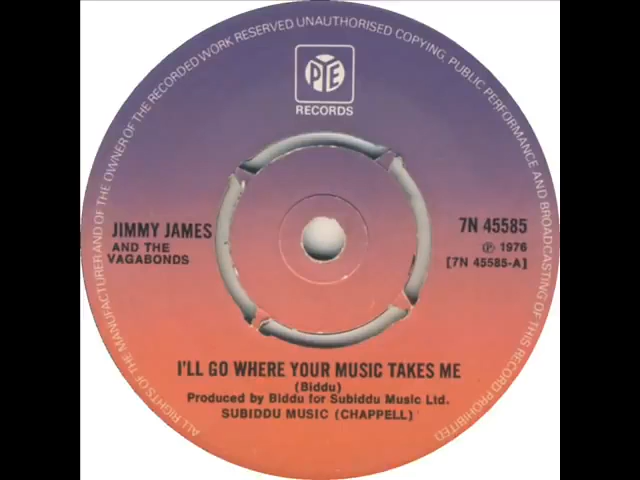 ALL RIGHTS OF THE MANUFACTURER AND OF THE OWNER OF THE RECORDED WORK RESERVED UNAUTHORISED COPYING, PUBLIC PERFORMANCE AND BROADCASTING OF THIS RECORD PROHIBITED
PYE
RECORDS
JIMMY JAMES
AND THE
VAGABONDS
7N 45585
Ⓟ 1976
[7N 45585-A]
I'LL GO WHERE YOUR MUSIC TAKES ME
(Biddu)
Produced by Biddu for Subiddu Music Ltd.
SUBIDDU MUSIC (CHAPPELL)